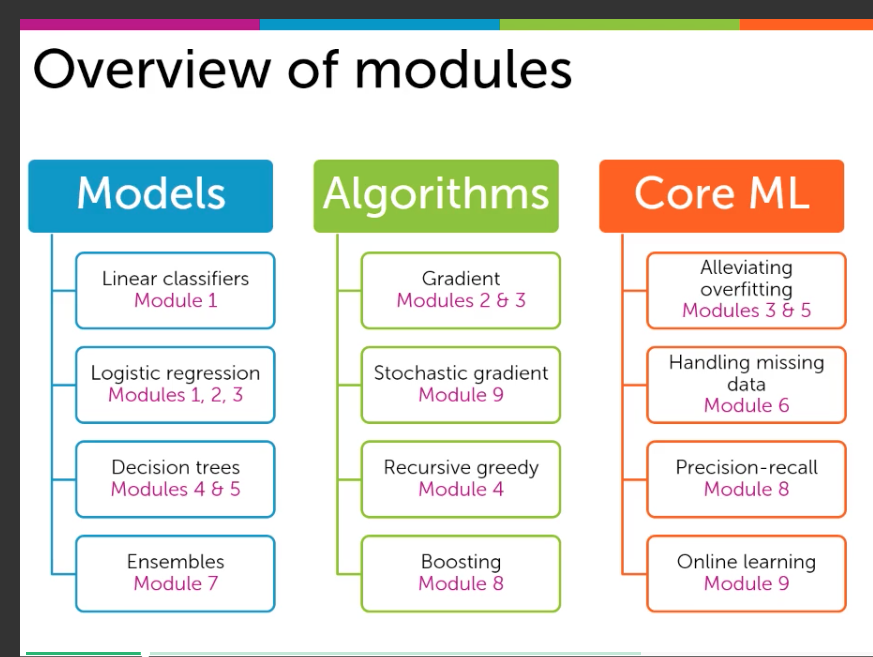 Overview of modules
Models
Linear classifiers
Module 1
Logistic regression
Modules 1, 2, 3
Decision trees
Modules 4 & 5
Ensembles
Module 7
Algorithms
Gradient
Modules 2 & 3
Stochastic gradient
Module 9
Recursive greedy
Module 4
Boosting
Module 8
Core ML
Alleviating
overfitting
Modules 3 & 5
Handling missing
data
Module 6
Precision-recall
Module 8
Online learning
Module 9